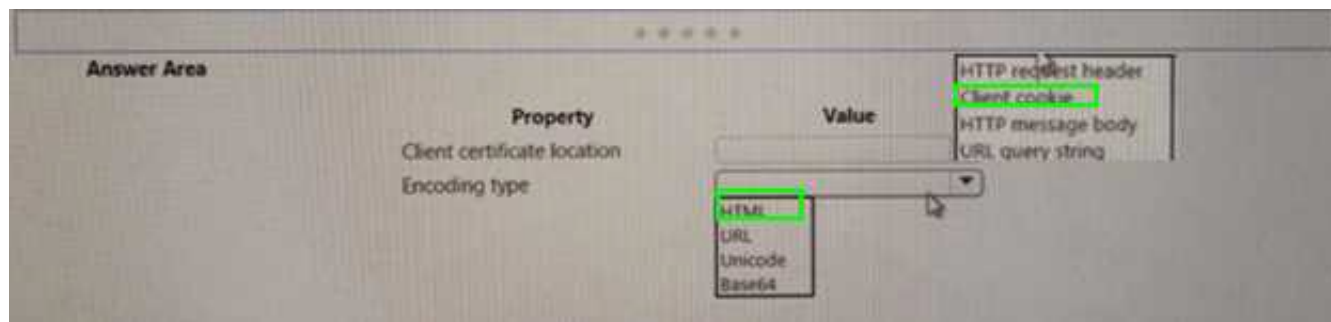 Answer Area
HTTP request header
Client cookie
HTTP message body
URL query string
Property Value
Client certificate location
Encoding type
HTML
URL
Unicode
Base64